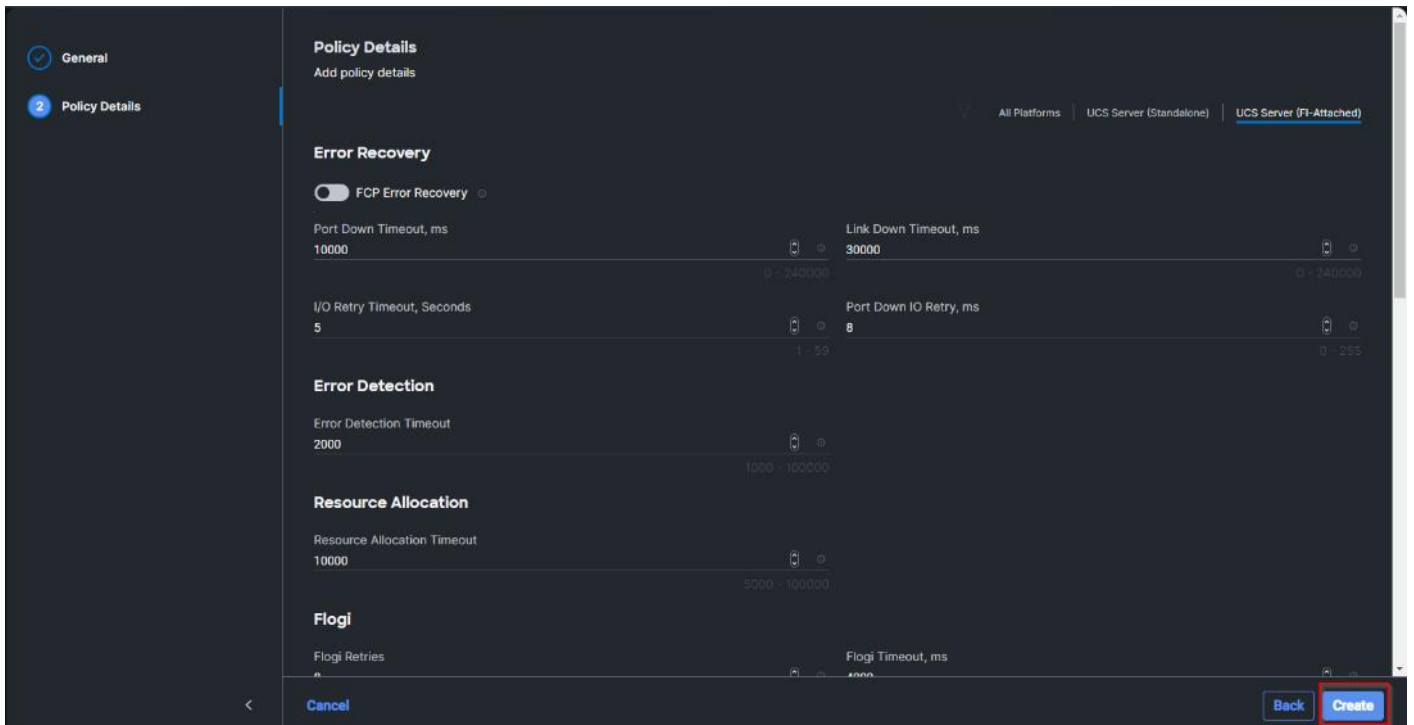 General
2 Policy Details
Policy Details
Add policy details
All Platforms UCS Server (Standalone) UCS Server (FI-Attached)
Error Recovery
FCP Error Recovery
Port Down Timeout, ms
10000
0 - 240000
Link Down Timeout, ms
30000
0 - 240000
I/O Retry Timeout, Seconds
5
1 - 59
Port Down IO Retry, ms
8
0 - 255
Error Detection
Error Detection Timeout
2000
1000 - 100000
Resource Allocation
Resource Allocation Timeout
10000
5000 - 100000
Flogi
Flogi Retries
Flogi Timeout, ms
Cancel
Back
Create